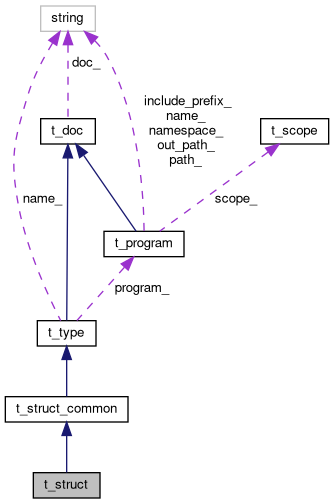 string
doc_
include_prefix_
name_
namespace_
out_path_
path_
t_doc
t_scope
name_
scope_
t_program
program_
t_type
t_struct_common
t_struct